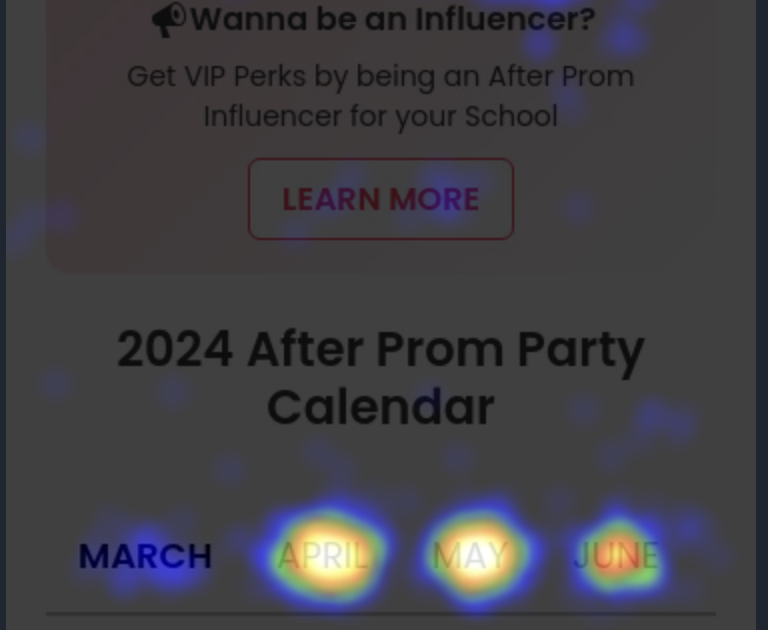 Wanna be an Influencer?
Get VIP Perks by being an After Prom
Influencer for your School
LEARN MORE
2024 After Prom Party
Calendar
MARCH APRIL MAY JUNE